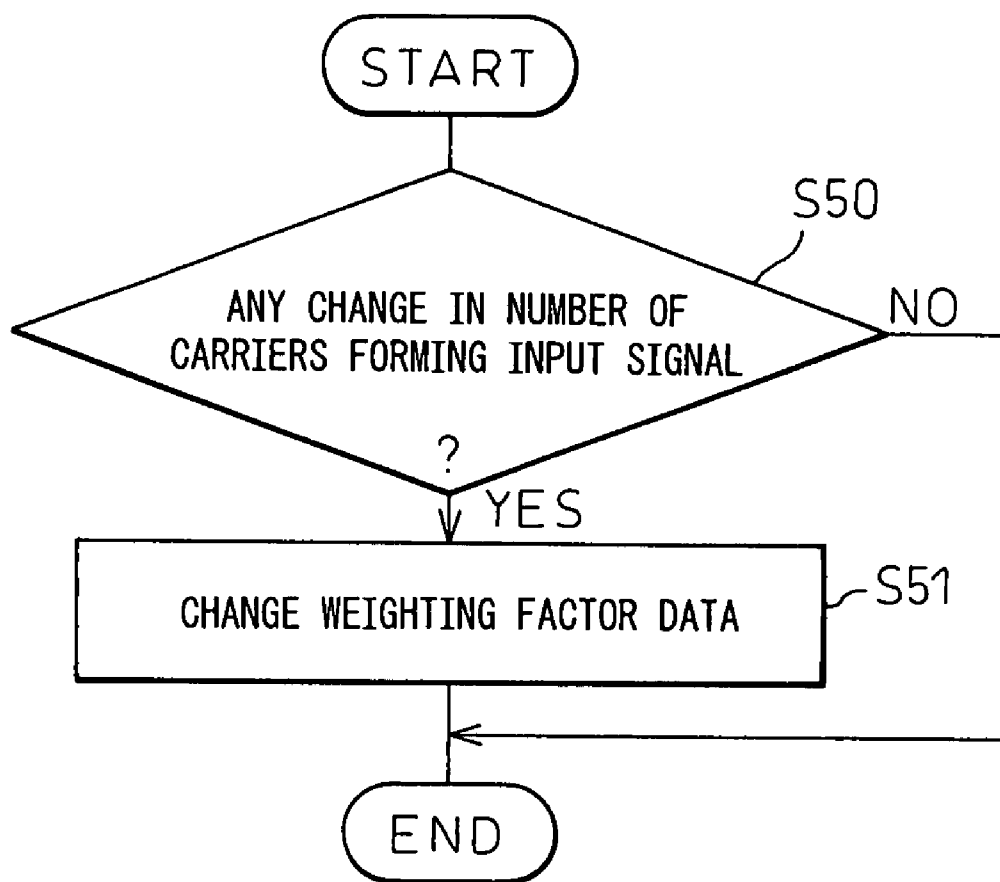 START
S50
ANY CHANGE IN NUMBER OF
CARRIERS FORMING INPUT SIGNAL
?
NO
YES
CHANGE WEIGHTING FACTOR DATA
S51
END